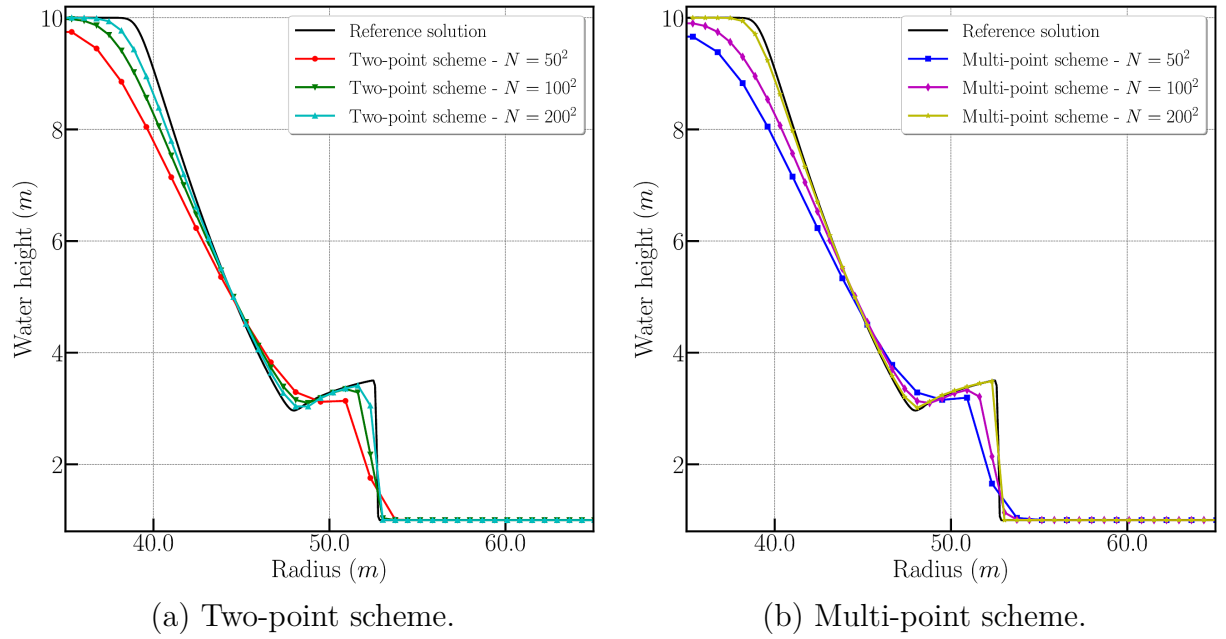 10
8
6
4
2
Water height (m)
Reference solution
Two-point scheme - N = 50²
Two-point scheme - N = 100²
Two-point scheme - N = 200²
40.0
50.0
60.0
Radius (m)
(a) Two-point scheme.
10
8
6
4
2
Water height (m)
Reference solution
Multi-point scheme - N = 50²
Multi-point scheme - N = 100²
Multi-point scheme - N = 200²
40.0
50.0
60.0
Radius (m)
(b) Multi-point scheme.